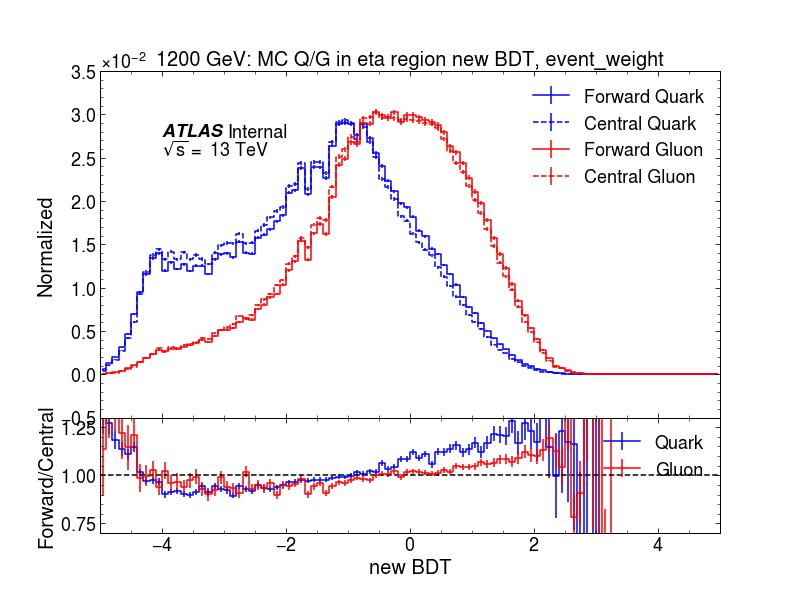 ×10⁻² 1200 GeV: MC Q/G in eta region new BDT, event_weight
3.5
3.0
2.5
2.0
1.5
1.0
0.5
0.0
0.5
Normalized
ATLAS Internal
√s = 13 TeV
Forward Quark
Central Quark
Forward Gluon
Central Gluon
1.25
1.00
0.75
Forward/Central
Quark
Gluon
−4
−2
0
2
4
new BDT